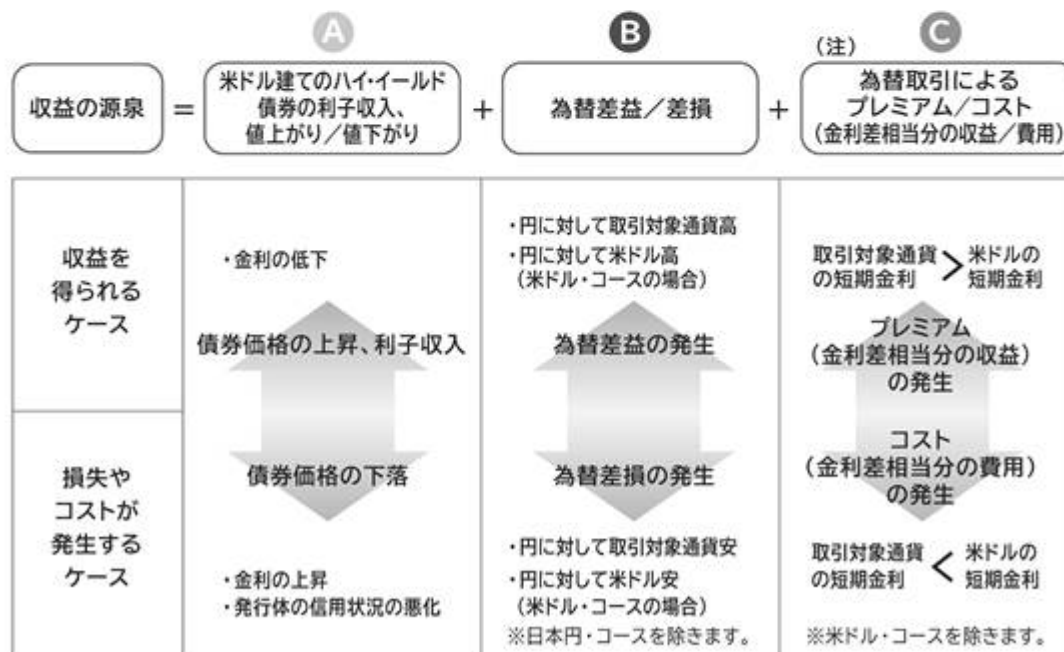 A
B
C
(注)
収益の源泉
=
米ドル建てのハイ・イールド
債券の利子収入、
値上がり/値下がり
+
為替差益/差損
+
為替取引による
プレミアム/コスト
(金利差相当分の収益/費用)
収益を
得られる
ケース
・金利の低下
債券価格の上昇、利子収入
・円に対して取引対象通貨高
・円に対して米ドル高
(米ドル・コースの場合)
為替差益の発生
取引対象通貨
の短期金利
>
米ドルの
短期金利
プレミアム
(金利差相当分の収益)
の発生
損失や
コストが
発生する
ケース
債券価格の下落
・金利の上昇
・発行体の信用状況の悪化
為替差損の発生
・円に対して取引対象通貨安
・円に対して米ドル安
(米ドル・コースの場合)
※日本円・コースを除きます。
コスト
(金利差相当分の費用)
の発生
取引対象通貨
の短期金利
<
米ドルの
短期金利
※米ドル・コースを除きます。